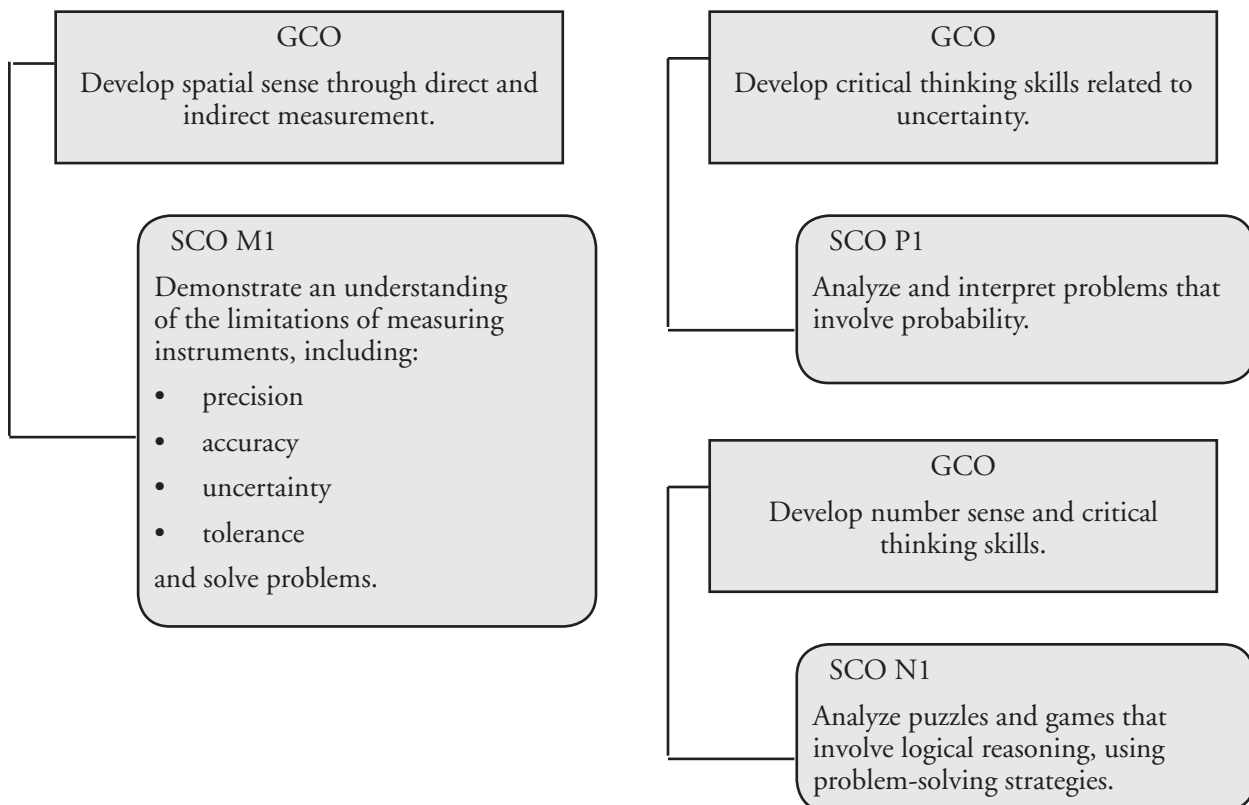 GCO
Develop spatial sense through direct and
indirect measurement.
SCO M1
Demonstrate an understanding
of the limitations of measuring
instruments, including:
• precision
• accuracy
• uncertainty
• tolerance
and solve problems.
GCO
Develop critical thinking skills related to
uncertainty.
SCO P1
Analyze and interpret problems that
involve probability.
GCO
Develop number sense and critical
thinking skills.
SCO N1
Analyze puzzles and games that
involve logical reasoning, using
problem-solving strategies.